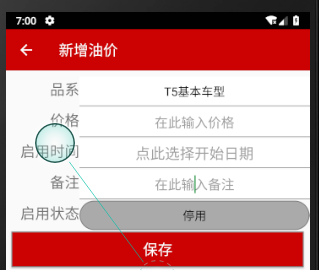 7:00
新增油价
品系 T5基本车型
价格 在此输入价格
启用时间 点此选择开始日期
备注 在此输入备注
启用状态 停用
保存